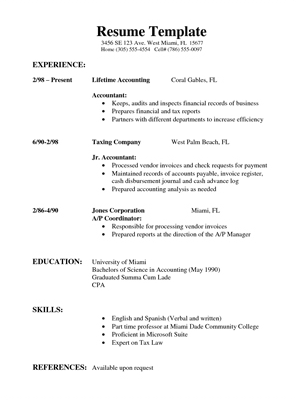 Resume Template
3456 SE 123 Ave. West Miami, FL 15677
Home (305) 555-4554 Call# (786) 555-0097
EXPERIENCE:
2/98 – Present Lifetime Accounting Coral Gables, FL
Accountant:
• Keeps, audits and inspects financial records of business
• Prepares financial and tax reports
• Partners with different departments to increase efficiency
6/90-2/98 Taxing Company West Palm Beach, FL
Jr. Accountant:
• Processed vendor invoices and check requests for payment
• Maintained records of accounts payable, invoice register,
cash disbursement journal and cash advance log
• Prepared accounting analysis as needed
2/86-4/90 Jones Corporation Miami, FL
A/P Coordinator:
• Responsible for processing vendor invoices
• Prepared reports at the direction of the A/P Manager
EDUCATION: University of Miami
Bachelors of Science in Accounting (May 1990)
Graduated Summa Cum Lade
CPA
SKILLS:
• English and Spanish (Verbal and written)
• Part time professor at Miami Dade Community College
• Proficient in Microsoft Suite
• Expert on Tax Law
REFERENCES: Available upon request